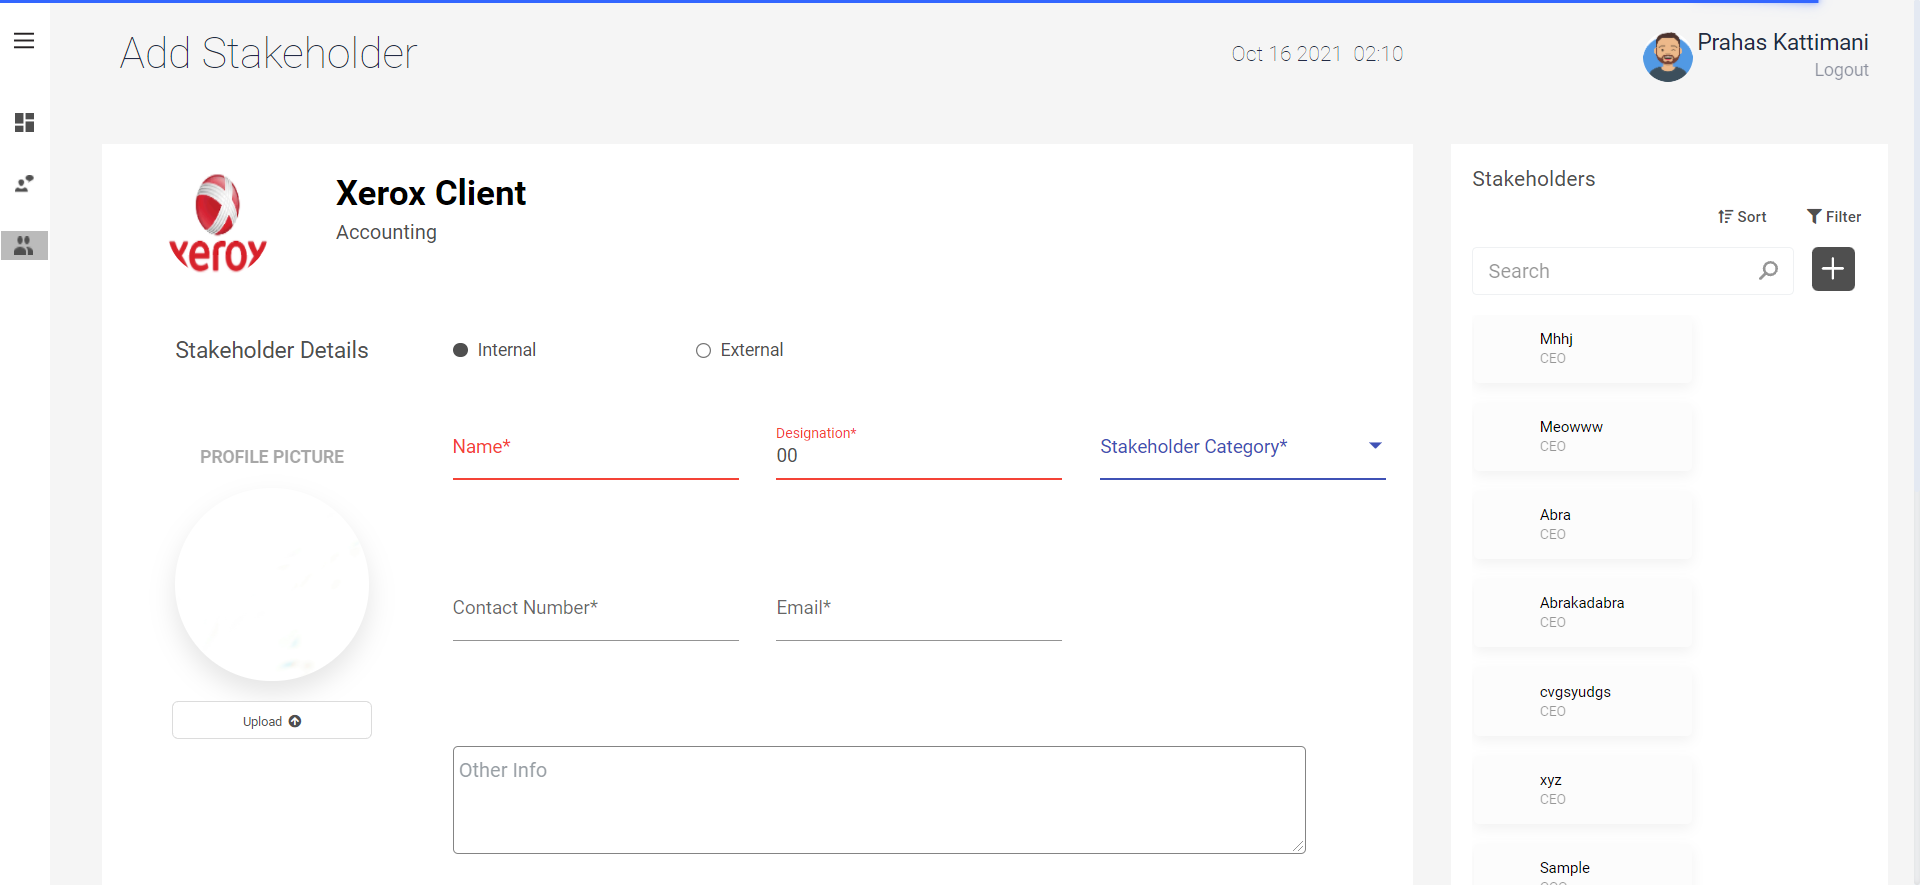 Add Stakeholder
Oct 16 2021 02:10
Prahas Kattimani
Logout
xeroy
Xerox Client
Accounting
Stakeholder Details
Internal
External
PROFILE PICTURE
Name*
Designation*
00
Stakeholder Category*
Contact Number*
Email*
Upload
Other Info
Stakeholders
Sort
Filter
Search
Mhhj
CEO
Meowww
CEO
Abra
CEO
Abrakadabra
CEO
cvgsyudgs
CEO
xyz
CEO
Sample